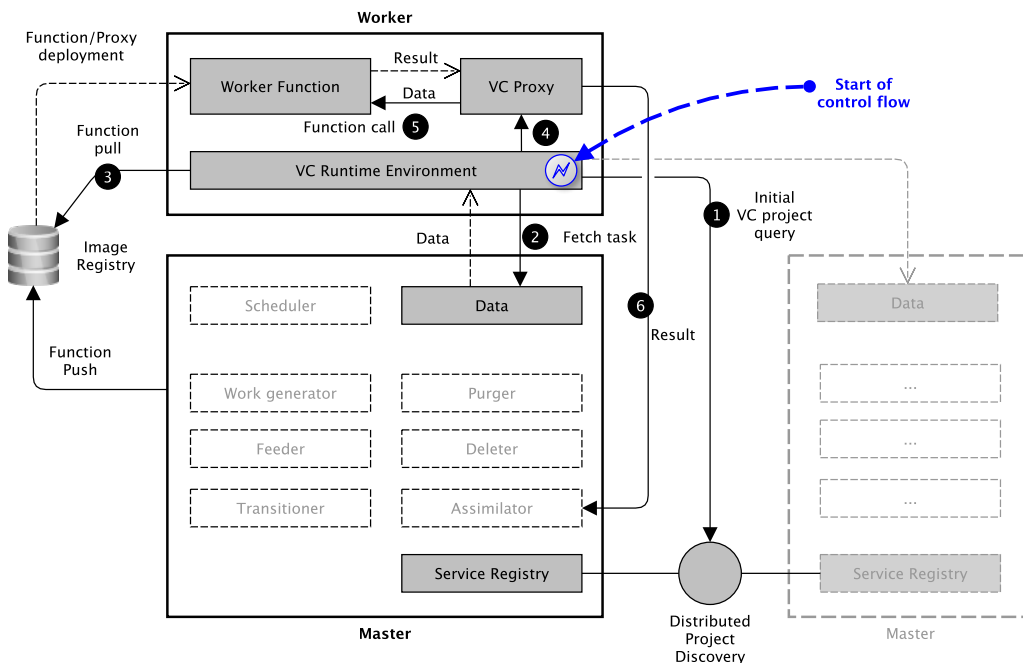 Worker
Function/Proxy
deployment
Result
Worker Function
VC Proxy
Data
Start of
control flow
Function call 5
4
Function
pull
3
VC Runtime Environment
1
Initial
VC project
query
Data
2
Fetch task
Image
Registry
Scheduler
Data
Data
6
Result
Function
Push
Work generator
Purger
...
Feeder
Deleter
...
Transitioner
Assimilator
...
Service Registry
Service Registry
Distributed
Project
Discovery
Master
Master